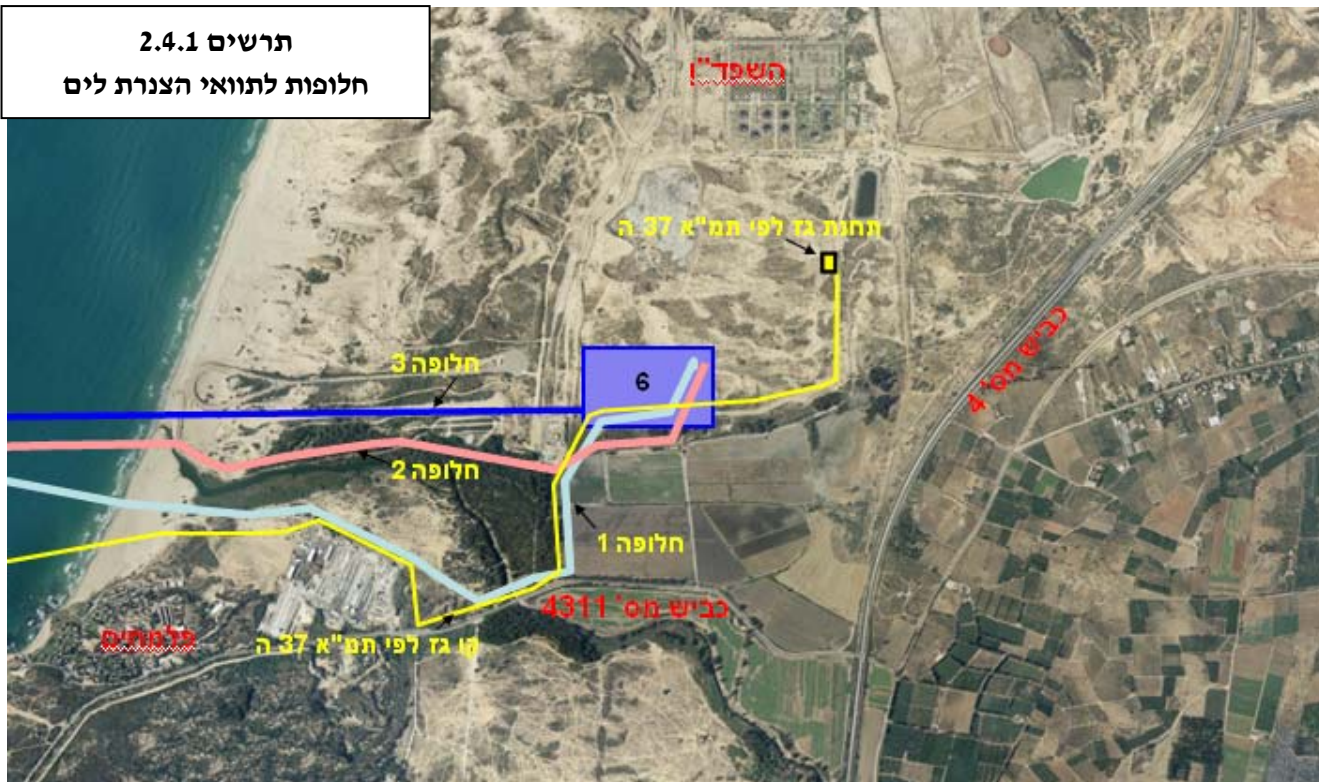 תרשים 2.4.1
חלופות לתוואי הצנרת לים
השפד"ן
תחנת גז לפי תמ"א 37 ה
כביש מס' 4
חלופה 3
6
חלופה 2
חלופה 1
כביש מס' 4311
פלמחים
קו גז לפי תמ"א 37 ה